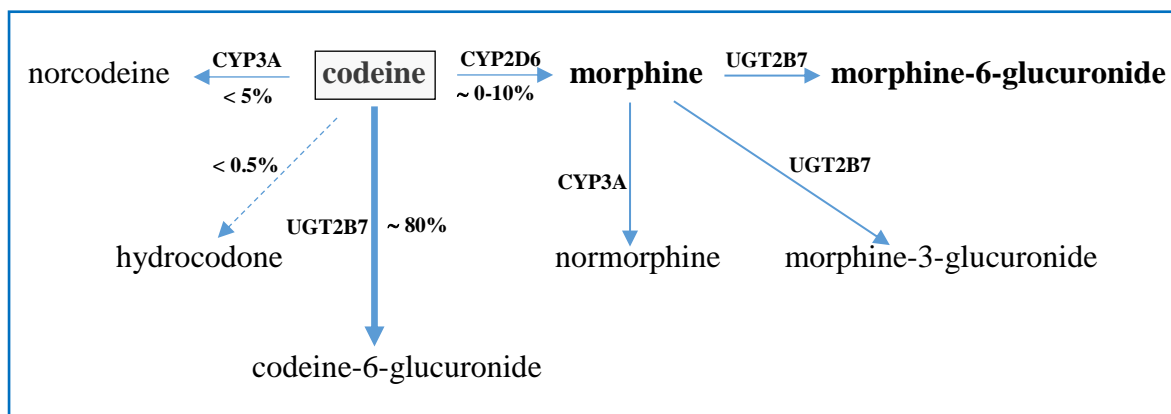 CYP3A
CYP2D6
UGT2B7
norcodeine
codeine
morphine
morphine-6-glucuronide
< 5%
~ 0-10%
< 0.5%
UGT2B7
CYP3A
UGT2B7
~ 80%
hydrocodone
normorphine
morphine-3-glucuronide
codeine-6-glucuronide